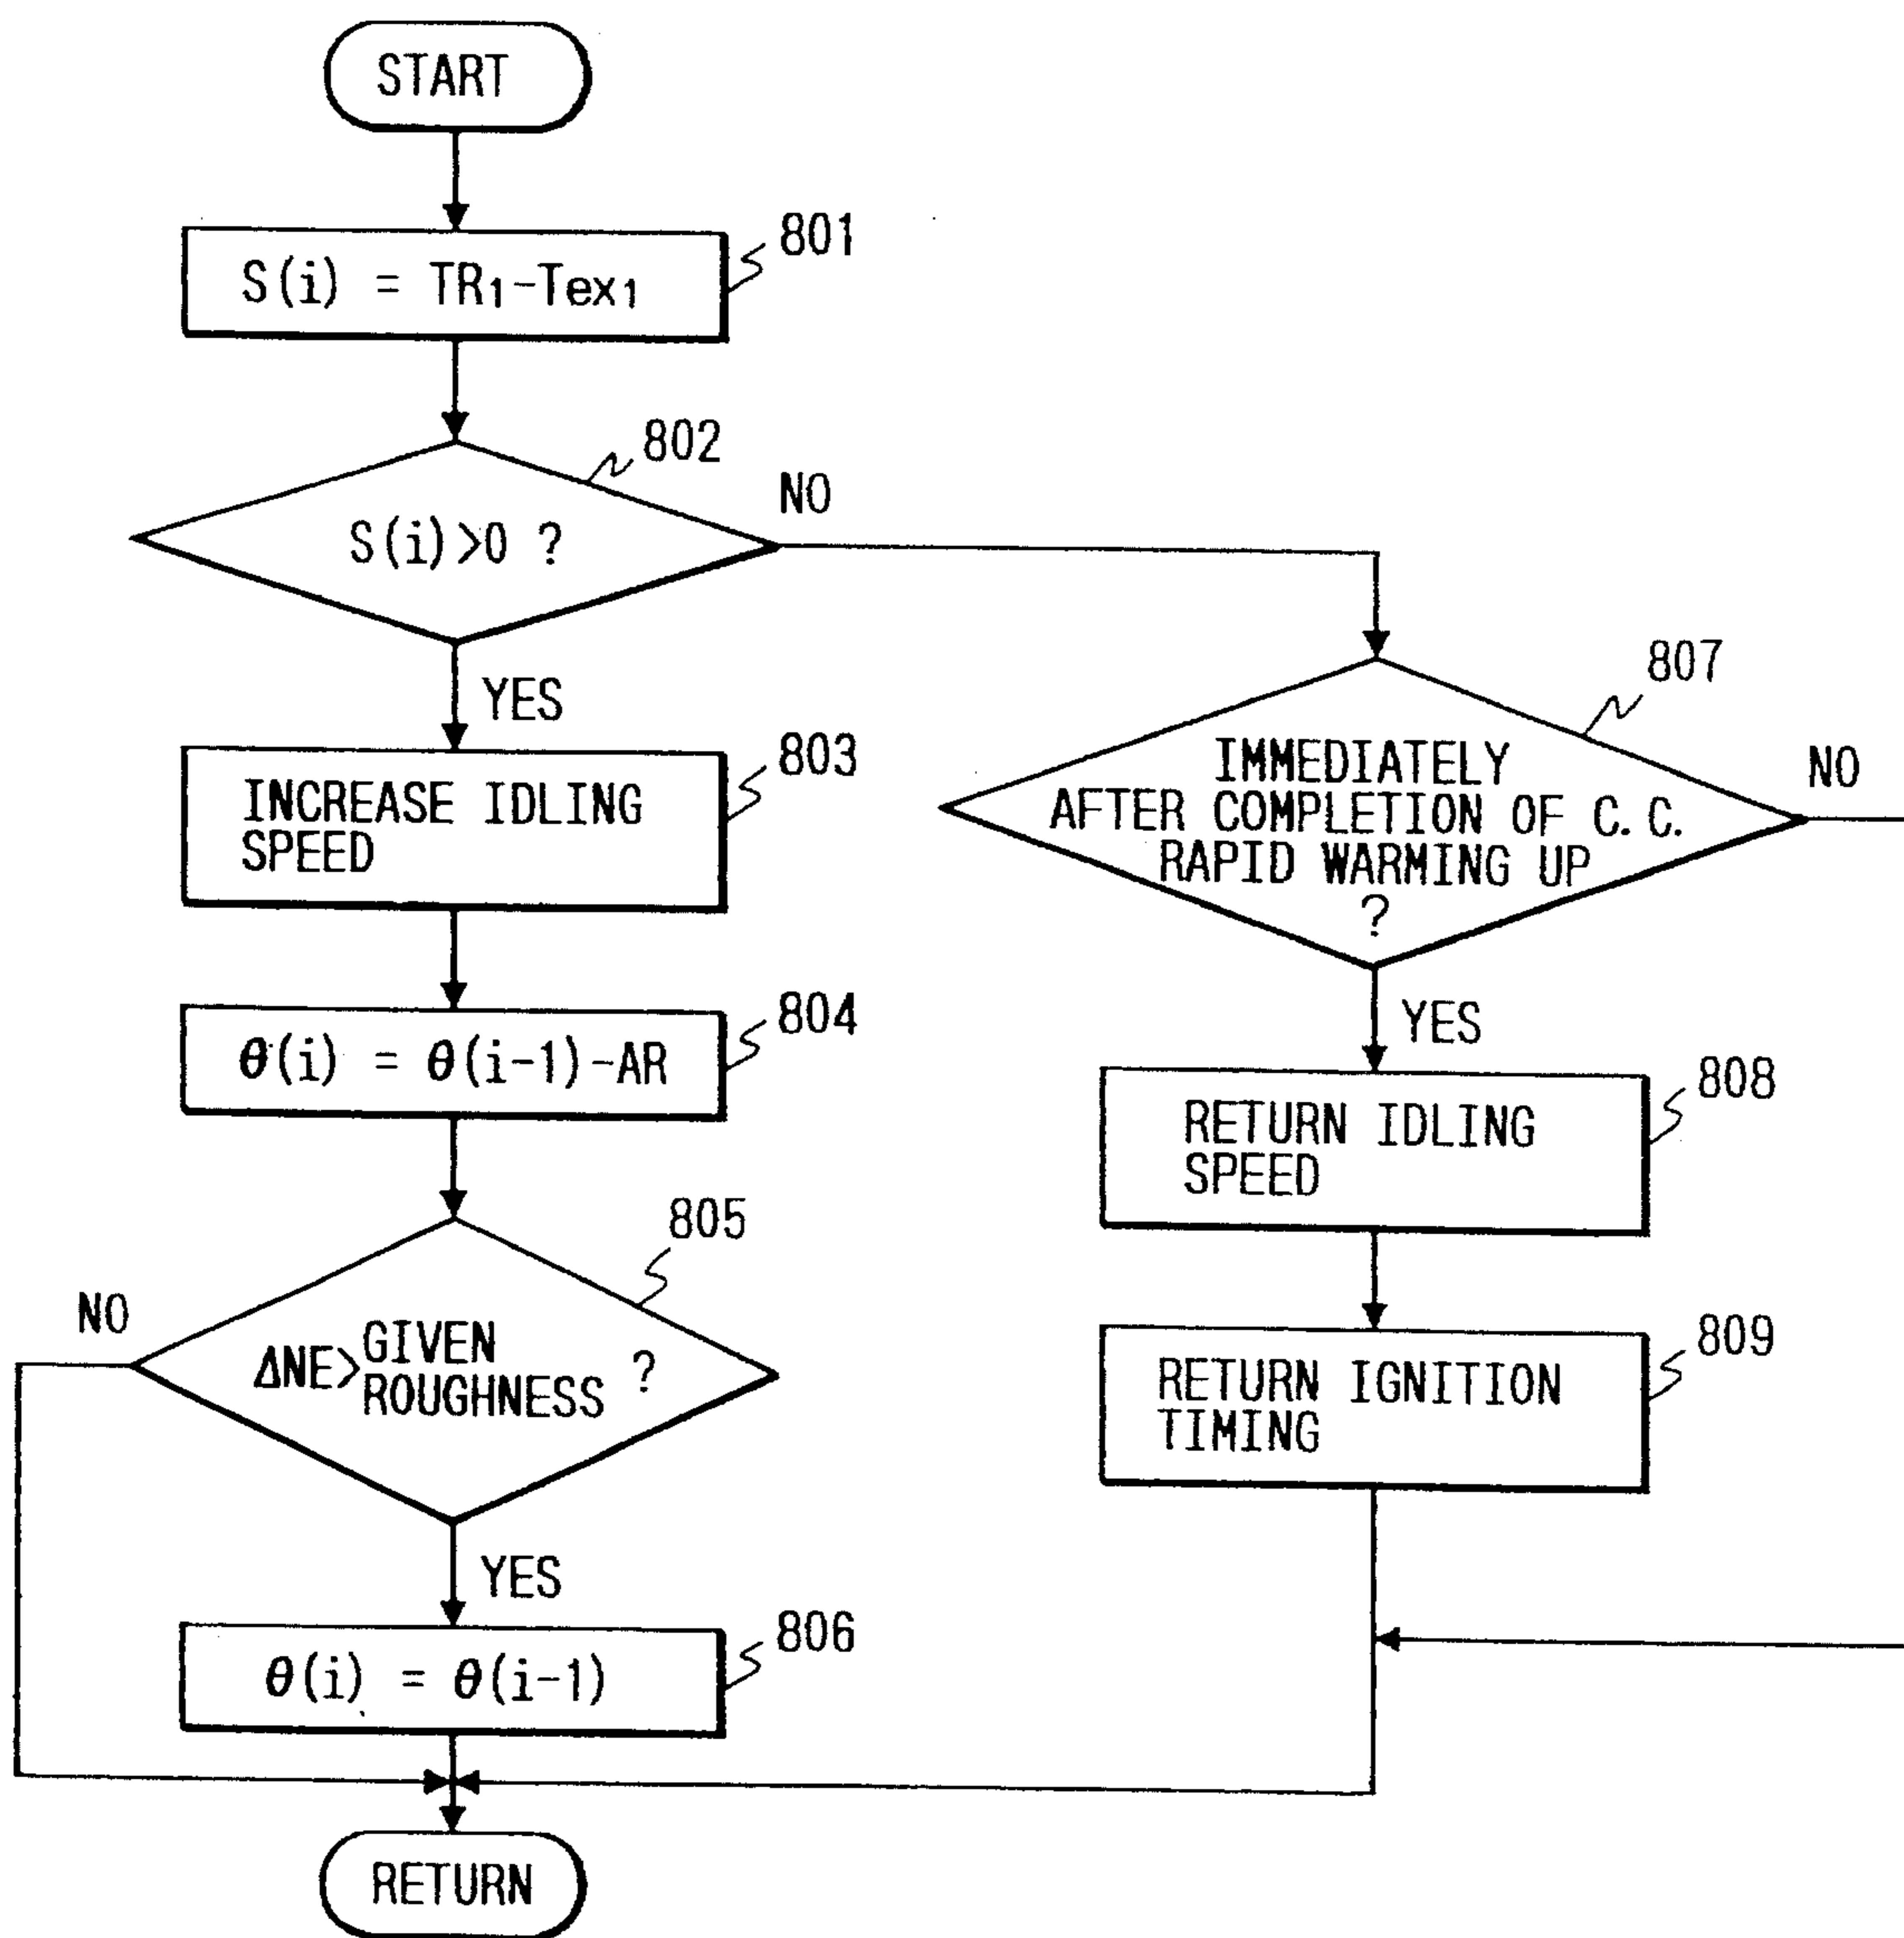 START
801
S(i) = TR1-Tex1
802
S(i)>0 ?
NO
YES
803
INCREASE IDLING
SPEED
804
θ(i) = θ(i-1)-AR
805
ΔNE> GIVEN
ROUGHNESS ?
NO
YES
806
θ(i) = θ(i-1)
RETURN
807
IMMEDIATELY
AFTER COMPLETION OF C.C.
RAPID WARMING UP
?
NO
YES
808
RETURN IDLING
SPEED
809
RETURN IGNITION
TIMING